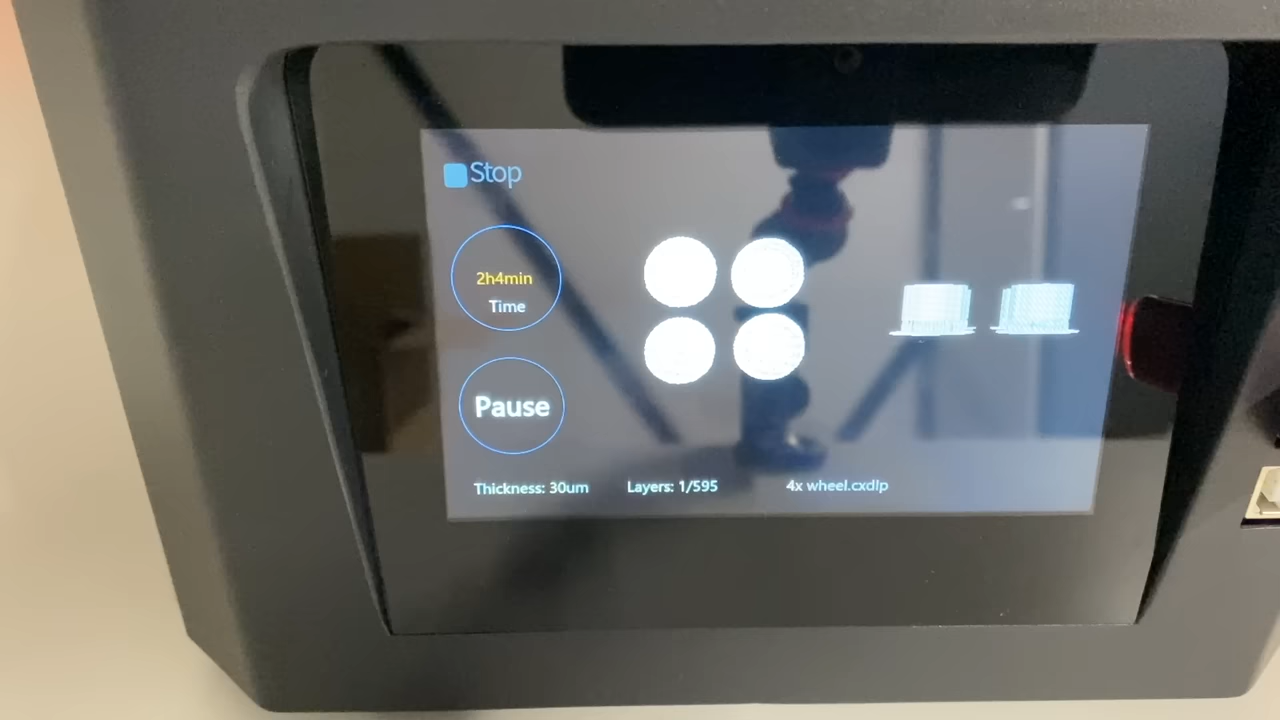 Stop
2h4min
Time
Pause
Thickness: 30um Layers: 1/595 4x wheel.cxdlp